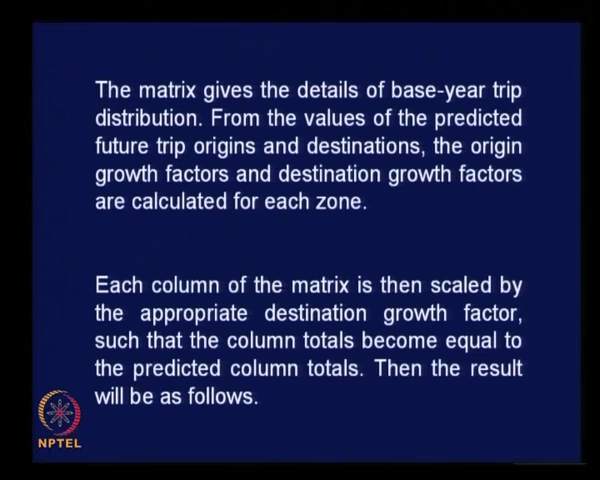 The matrix gives the details of base-year trip
distribution. From the values of the predicted
future trip origins and destinations, the origin
growth factors and destination growth factors
are calculated for each zone.
Each column of the matrix is then scaled by
the appropriate destination growth factor,
such that the column totals become equal to
the predicted column totals. Then the result
will be as follows.
NPTEL